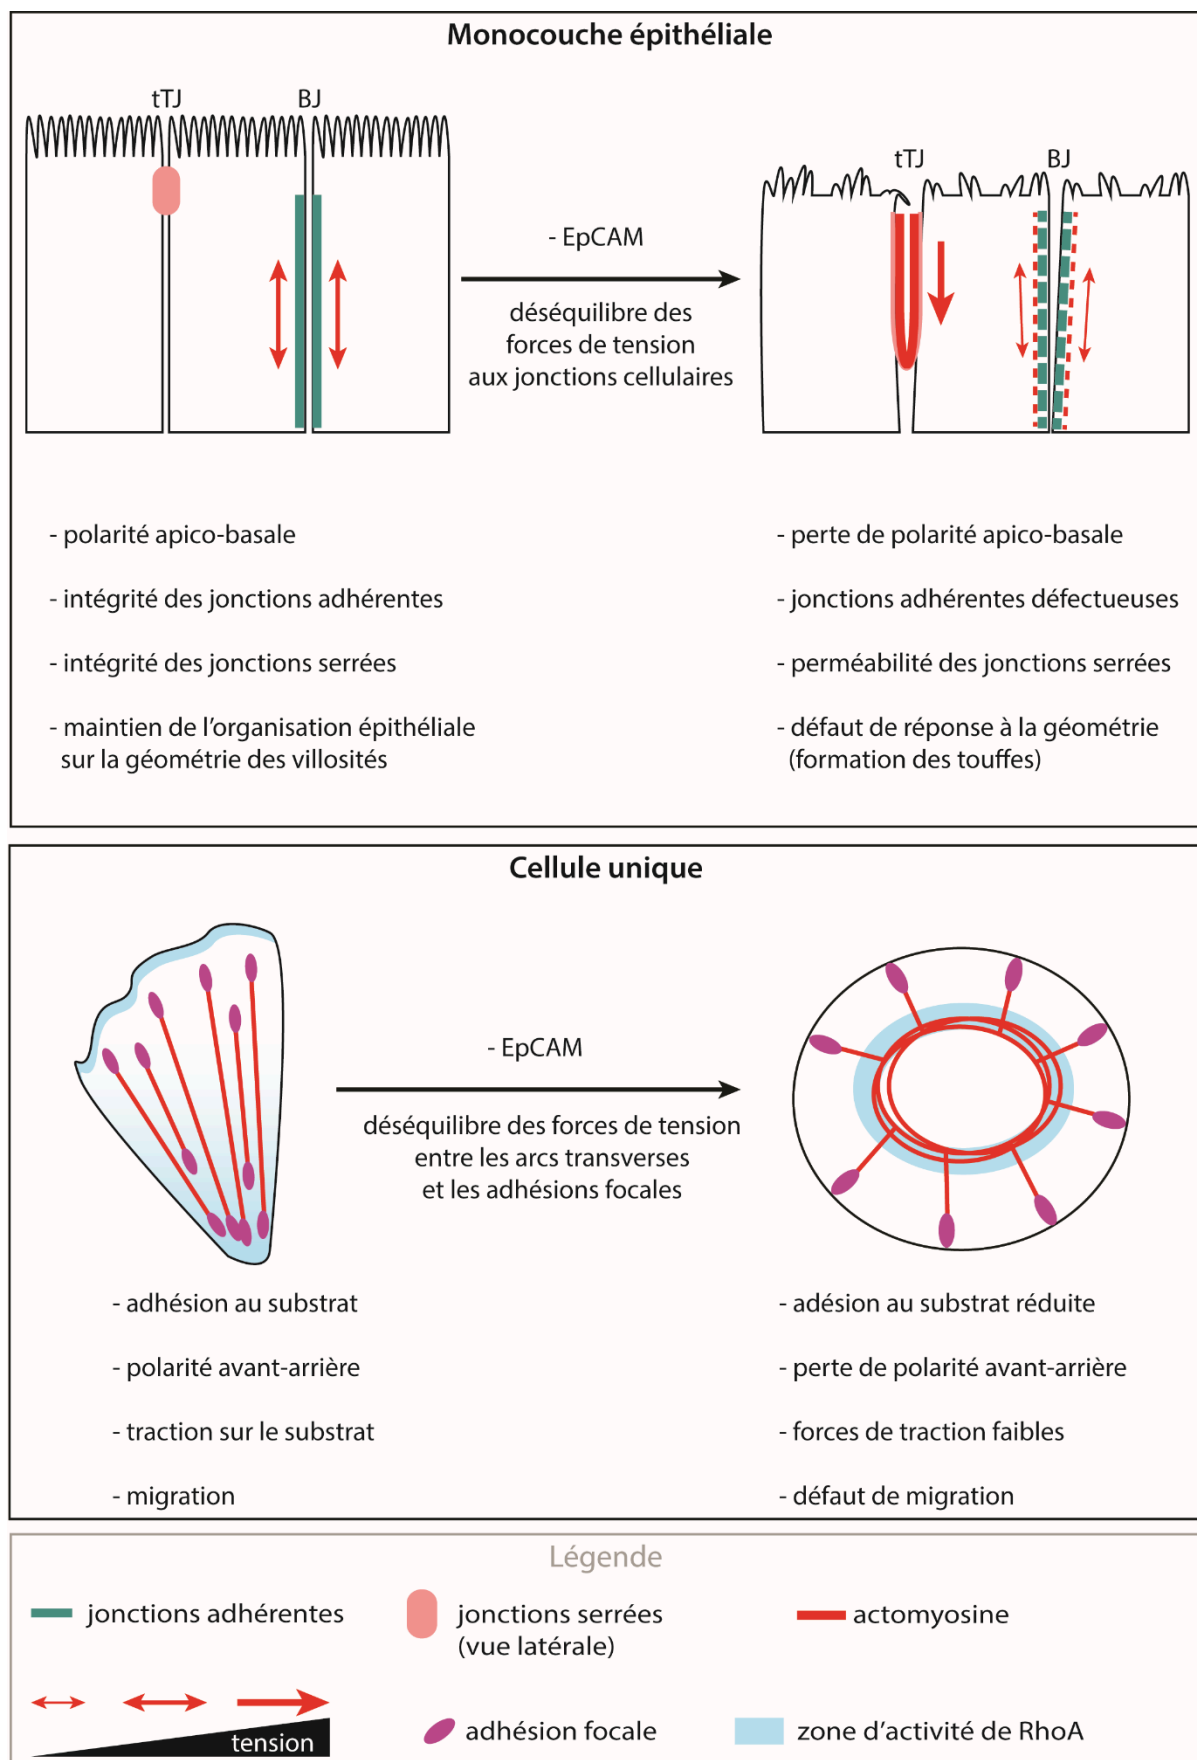 Monocouche épithéliale
tTJ
BJ
tTJ
BJ
- EpCAM
déséquilibre des
forces de tension
aux jonctions cellulaires
- polarité apico-basale
- intégrité des jonctions adhérentes
- intégrité des jonctions serrées
- maintien de l'organisation épithéliale
sur la géométrie des villosités
- perte de polarité apico-basale
- jonctions adhérentes défectueuses
- perméabilité des jonctions serrées
- défaut de réponse à la géométrie
(formation des touffes)
Cellule unique
- EpCAM
déséquilibre des forces de tension
entre les arcs transverses
et les adhésions focales
- adhésion au substrat
- polarité avant-arrière
- traction sur le substrat
- migration
- adésion au substrat réduite
- perte de polarité avant-arrière
- forces de traction faibles
- défaut de migration
Légende
jonctions adhérentes
jonctions serrées
(vue latérale)
actomyosine
tension
adhésion focale
zone d'activité de RhoA